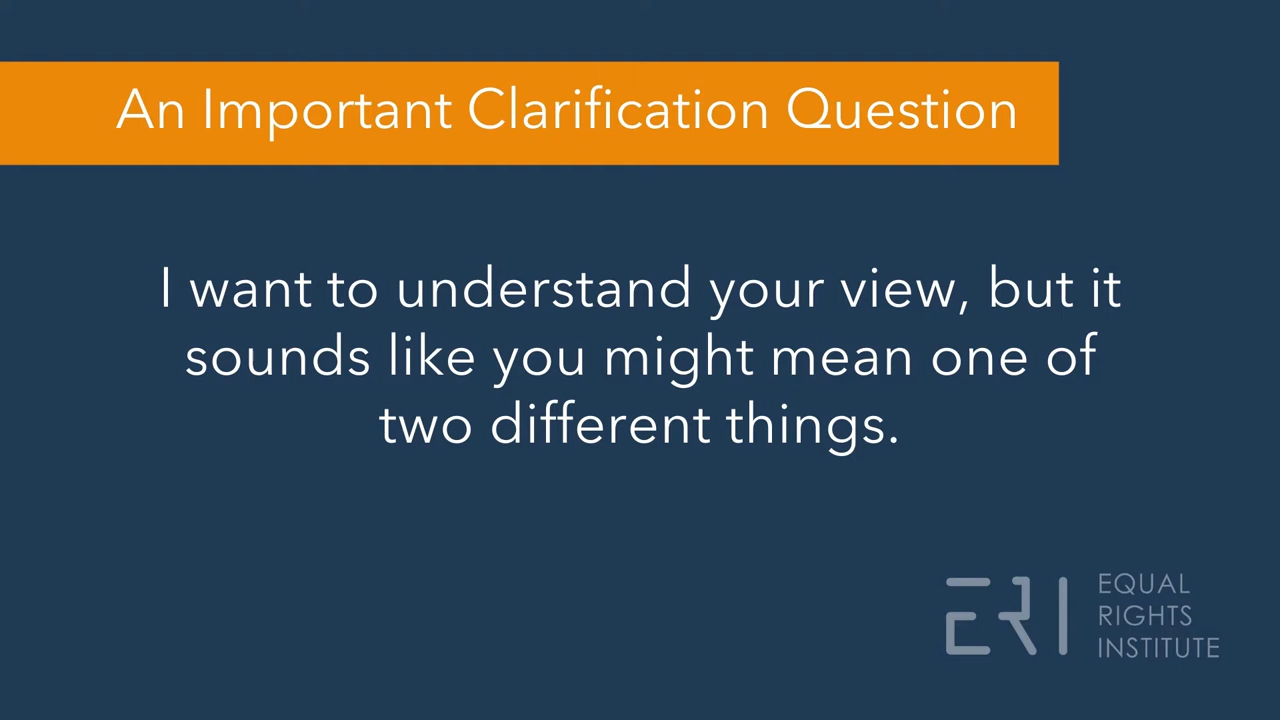 An Important Clarification Question
I want to understand your view, but it
sounds like you might mean one of
two different things.
ERI
EQUAL
RIGHTS
INSTITUTE